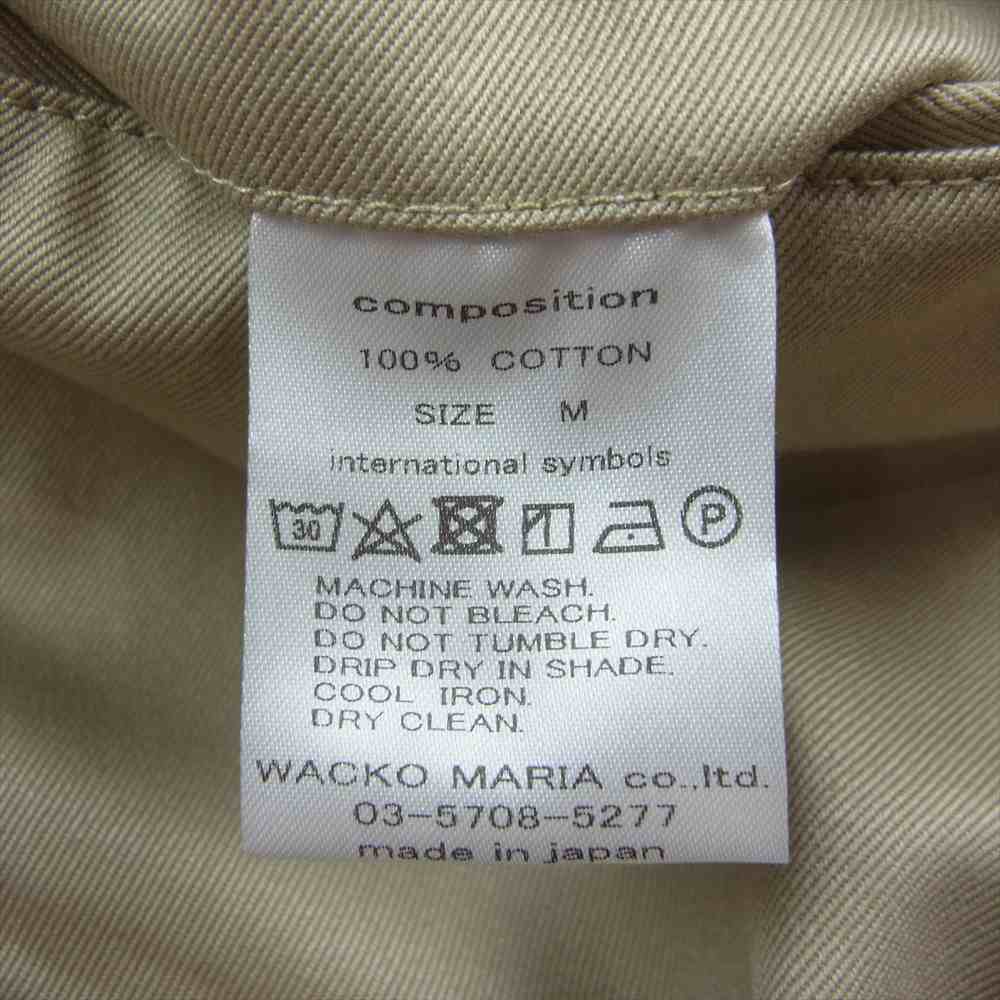 composition
100% COTTON
SIZE M
international symbols
30 P
MACHINE WASH.
DO NOT BLEACH.
DO NOT TUMBLE DRY.
DRIP DRY IN SHADE.
COOL IRON.
DRY CLEAN.
WACKO MARIA co.,ltd.
03-5708-5277
made in japan